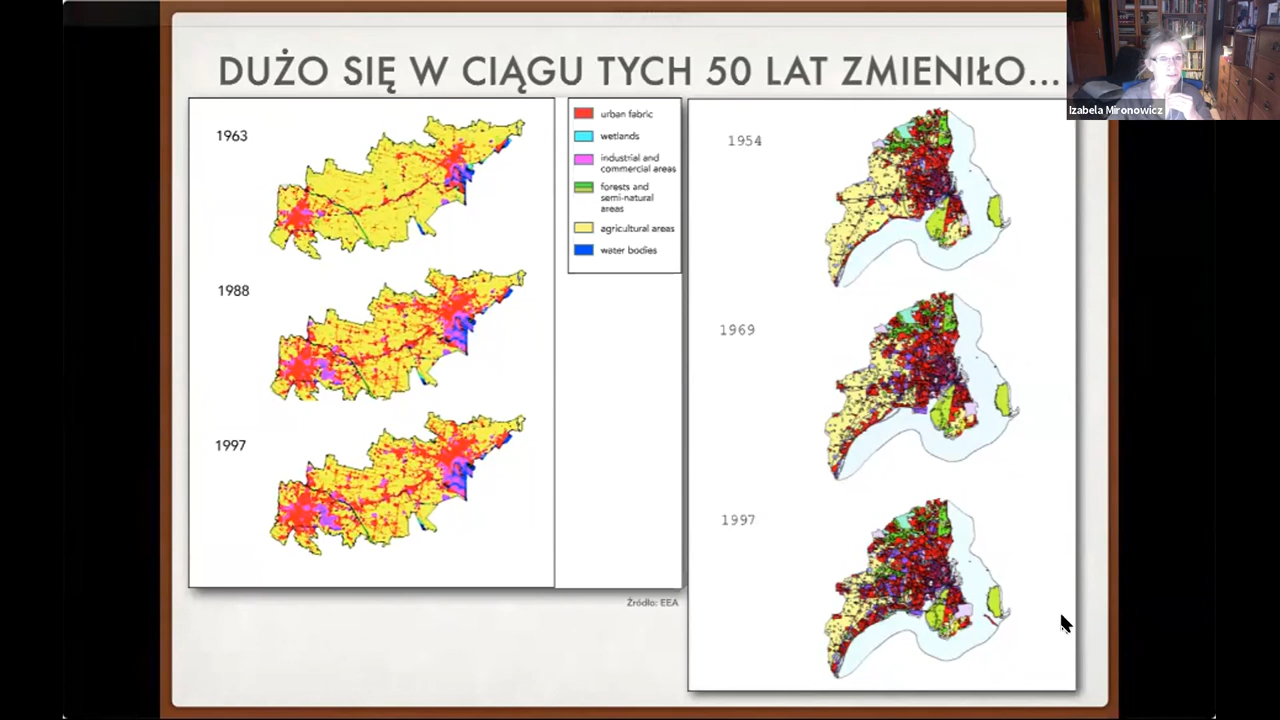 DUŻO SIĘ W CIĄGU TYCH 50 LAT ZMIENIŁO...
Izabela Mironowicz
1963
1988
1997
urban fabric
wetlands
industrial and
commercial areas
forests and
semi-natural
areas
agricultural areas
water bodies
Źródło: EEA
1954
1969
1997